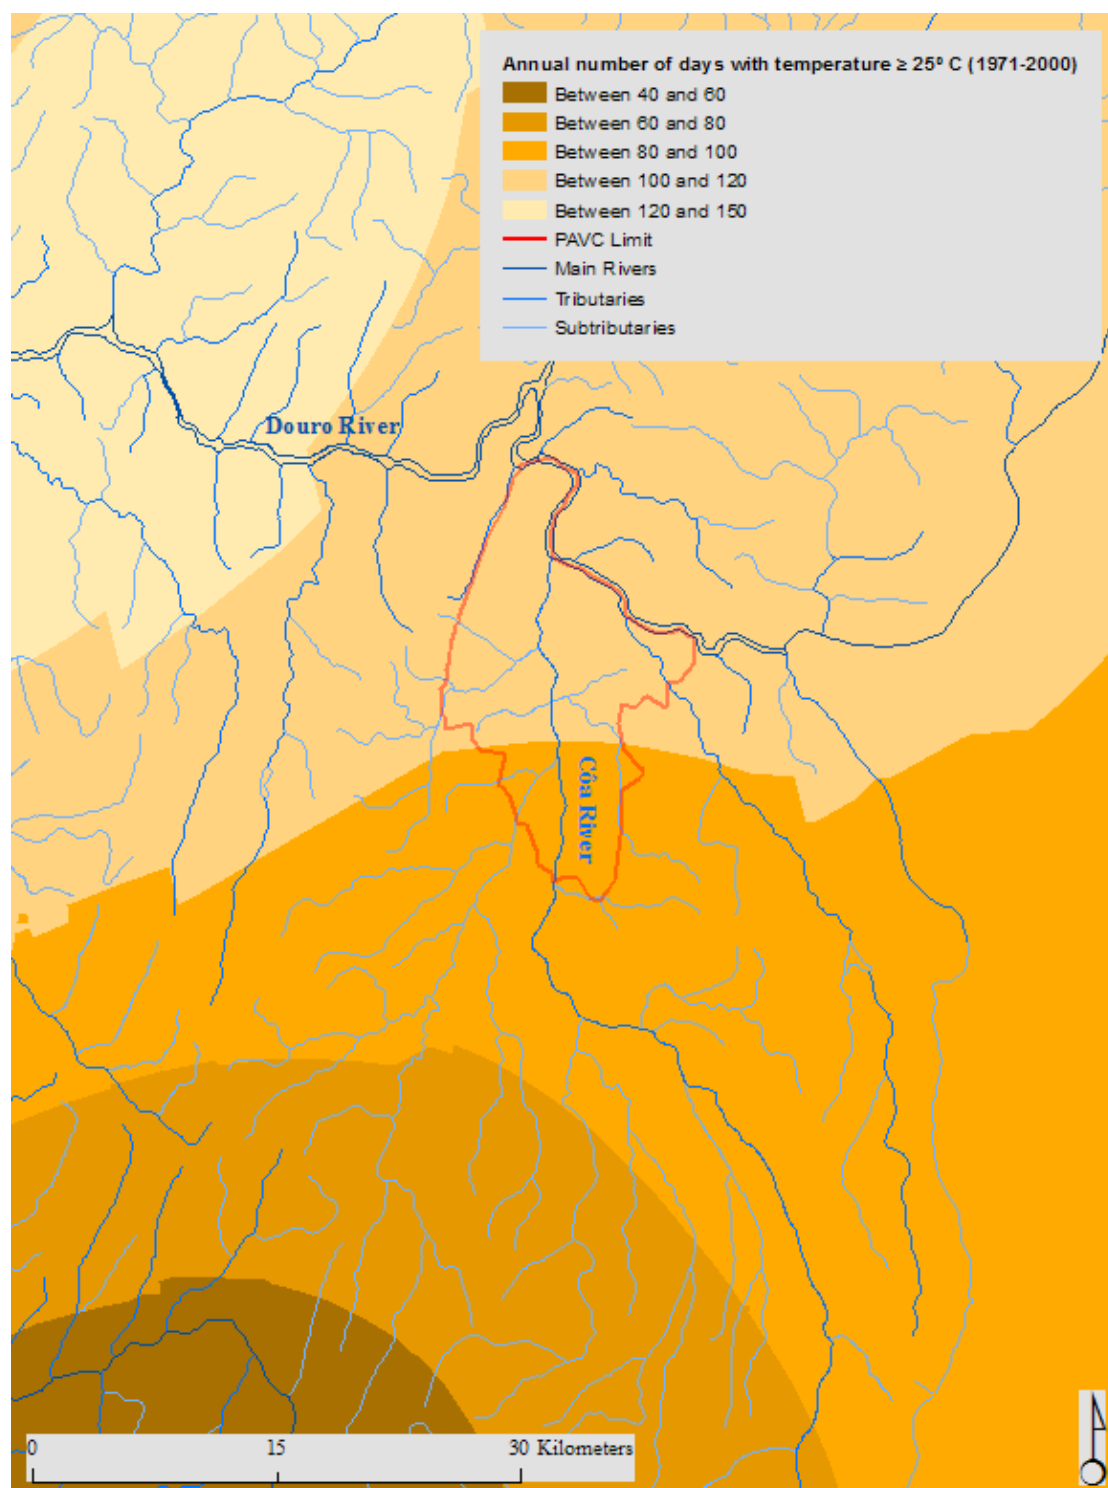 Annual number of days with temperature ≥ 25º C (1971-2000)
Between 40 and 60
Between 60 and 80
Between 80 and 100
Between 100 and 120
Between 120 and 150
PAVC Limit
Main Rivers
Tributaries
Subtributaries
Douro River
Côa River
0 15 30 Kilometers